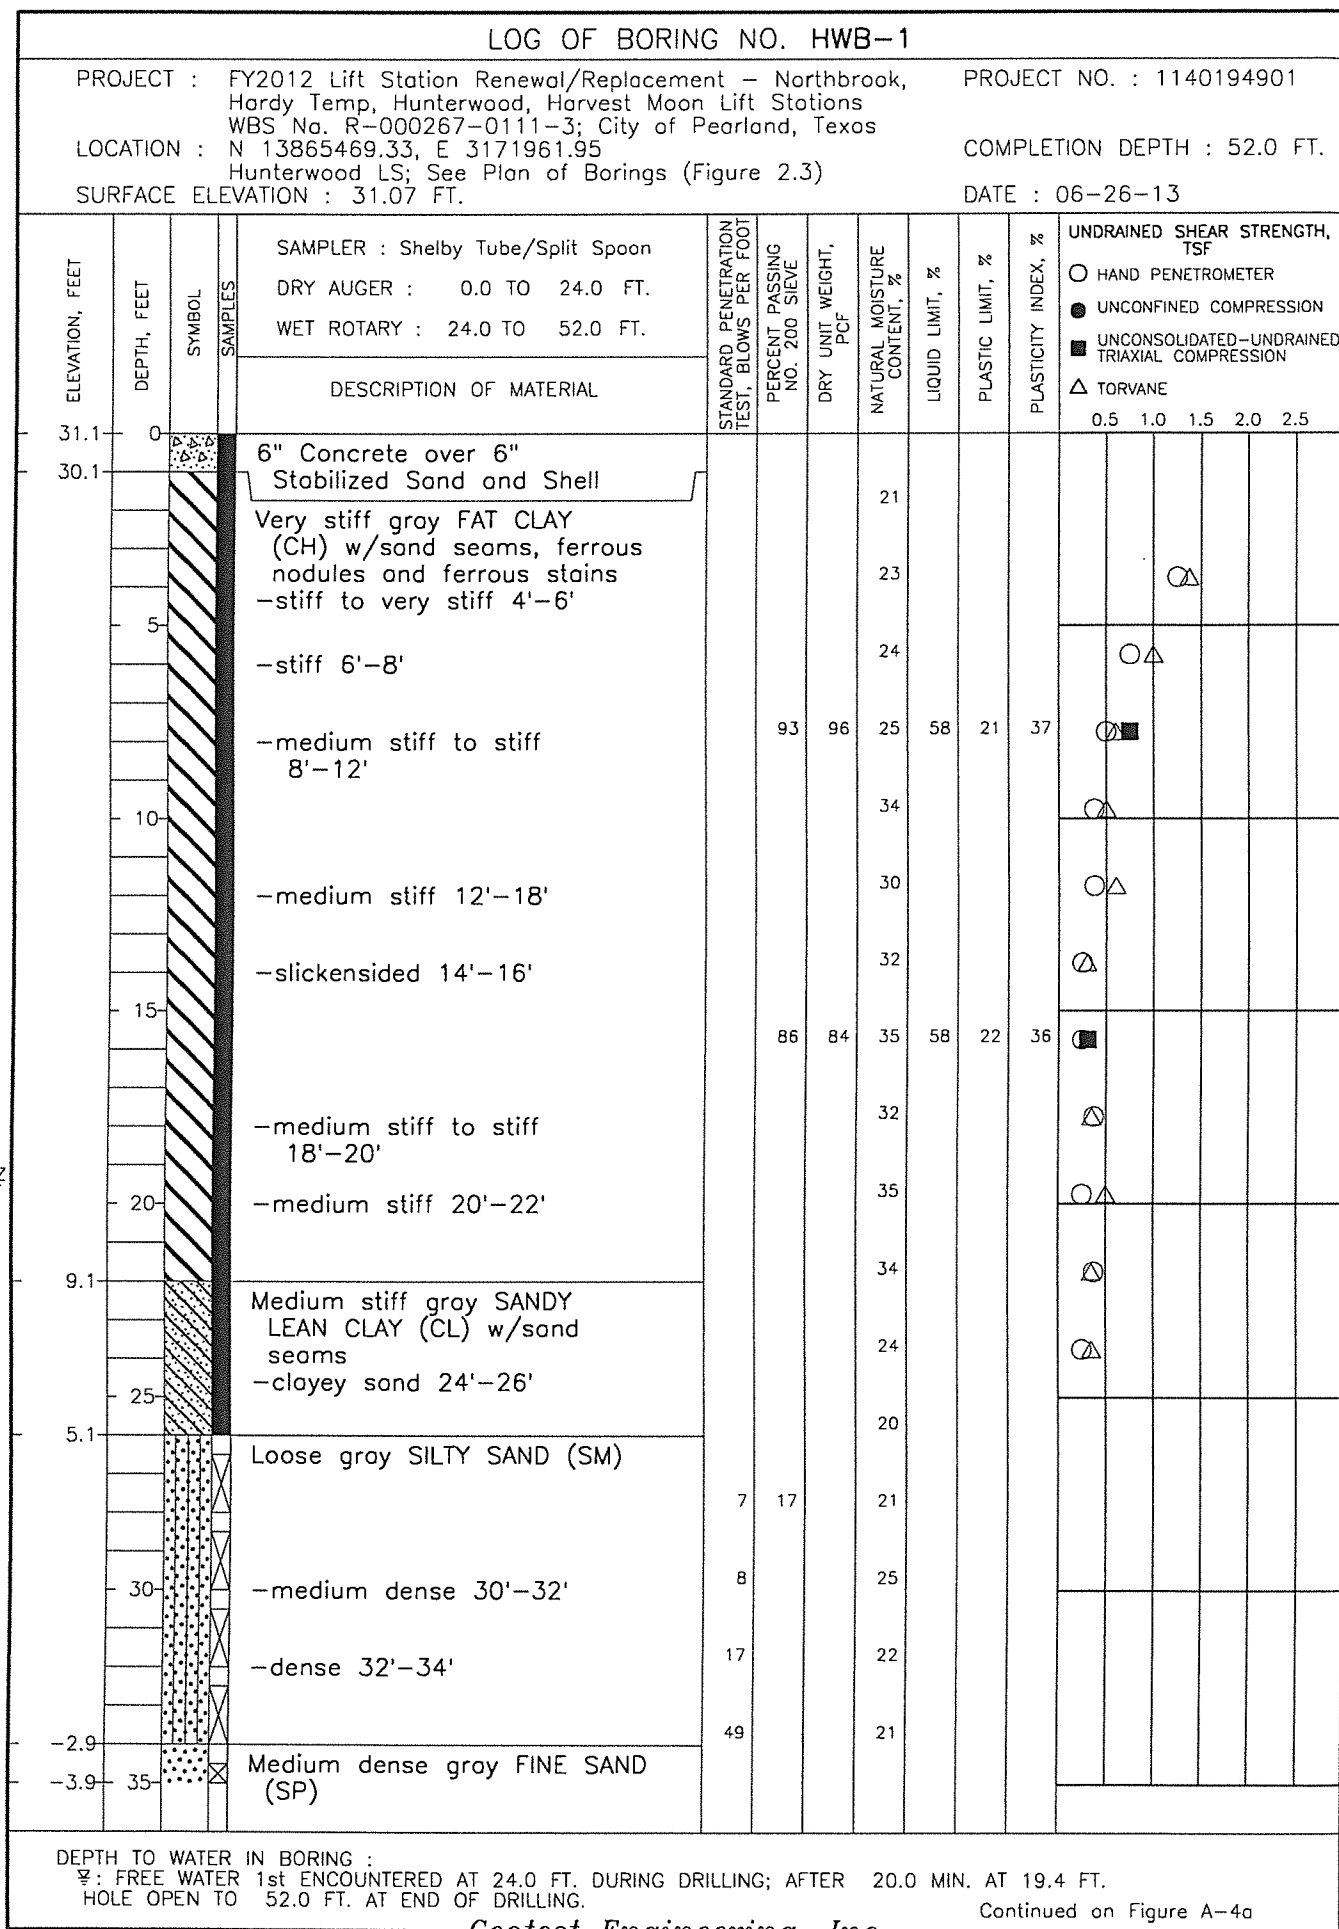 LOG OF BORING NO. HWB-1
PROJECT : FY2012 Lift Station Renewal/Replacement - Northbrook,
Hardy Temp, Hunterwood, Harvest Moon Lift Stations
WBS No. R-000267-0111-3; City of Pearland, Texas
PROJECT NO. : 1140194901
LOCATION : N 13865469.33, E 3171961.95
Hunterwood LS; See Plan of Borings (Figure 2.3)
COMPLETION DEPTH : 52.0 FT.
SURFACE ELEVATION : 31.07 FT.
DATE : 06-26-13
ELEVATION, FEET
DEPTH, FEET
SYMBOL
SAMPLES
SAMPLER : Shelby Tube/Split Spoon
DRY AUGER : 0.0 TO 24.0 FT.
WET ROTARY : 24.0 TO 52.0 FT.
DESCRIPTION OF MATERIAL
STANDARD PENETRATION
TEST, BLOWS PER FOOT
PERCENT PASSING
NO. 200 SIEVE
DRY UNIT WEIGHT,
PCF
NATURAL MOISTURE
CONTENT, %
LIQUID LIMIT, %
PLASTIC LIMIT, %
PLASTICITY INDEX, %
UNDRAINED SHEAR STRENGTH,
TSF
HAND PENETROMETER
UNCONFINED COMPRESSION
UNCONSOLIDATED-UNDRAINED
TRIAXIAL COMPRESSION
TORVANE
0.5 1.0 1.5 2.0 2.5
31.1 0
6" Concrete over 6"
30.1 Stabilized Sand and Shell
21
Very stiff gray FAT CLAY
(CH) w/sand seams, ferrous
nodules and ferrous stains 23
-stiff to very stiff 4'-6'
5
-stiff 6'-8' 24
-medium stiff to stiff 93 96 25 58 21 37
8'-12'
10 34
-medium stiff 12'-18' 30
-slickensided 14'-16' 32
15
86 84 35 58 22 36
-medium stiff to stiff 32
18'-20'
20 -medium stiff 20'-22' 35
9.1 34
Medium stiff gray SANDY
LEAN CLAY (CL) w/sand
seams 24
-clayey sand 24'-26'
25
20
5.1
Loose gray SILTY SAND (SM)
7 17 21
30 -medium dense 30'-32' 8 25
-dense 32'-34' 17 22
49 21
-2.9
Medium dense gray FINE SAND
-3.9 35 (SP)
DEPTH TO WATER IN BORING :
: FREE WATER 1st ENCOUNTERED AT 24.0 FT. DURING DRILLING; AFTER 20.0 MIN. AT 19.4 FT.
HOLE OPEN TO 52.0 FT. AT END OF DRILLING.
Continued on Figure A-4a